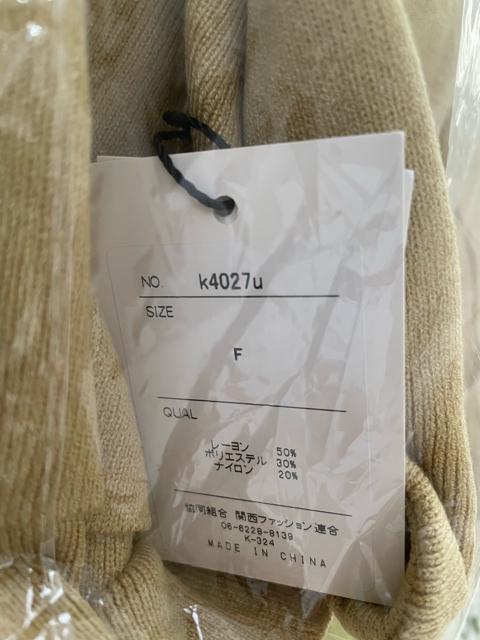 NO. k4027u
SIZE
F
QUAL
レーヨン 50%
ポリエステル 30%
ナイロン 20%
協同組合 関西ファッション連合
06-6228-8139
K-324
MADE IN CHINA